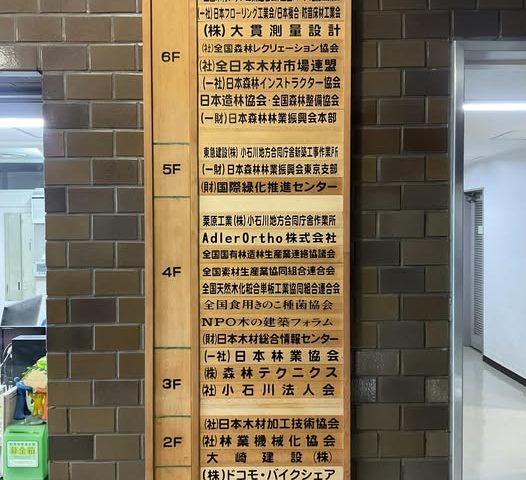 (一社)日本フローリング工業会/日本複合・防音床材工業会
(株)大貫測量設計
6F
(社)全国森林レクリエーション協会
(社)全日本木材市場連盟
(一社)日本森林インストラクター協会
日本造林協会・全国森林整備協会
(一財)日本森林林業振興会本部
東急建設(株)小石川地方合同庁舎新築工事作業所
5F
(一財)日本森林林業振興会東京支部
(財)国際緑化推進センター
栗原工業(株)小石川地方合同庁舎作業所
AdlerOrtho株式会社
全国国有林造林生産業連絡協議会
4F
全国素材生産業協同組合連合会
全国天然木化粧合単板工業協同組合連合会
全国食用きのこ種菌協会
NPO木の建築フォラム
(財)日本木材総合情報センター
(一社)日本林業協会
3F
(株)森林テクニクス
(社)小石川法人会
(社)日本木材加工技術協会
2F
(社)林業機械化協会
大崎建設(株)
(株)ドコモ・バイクシェア
募金箱